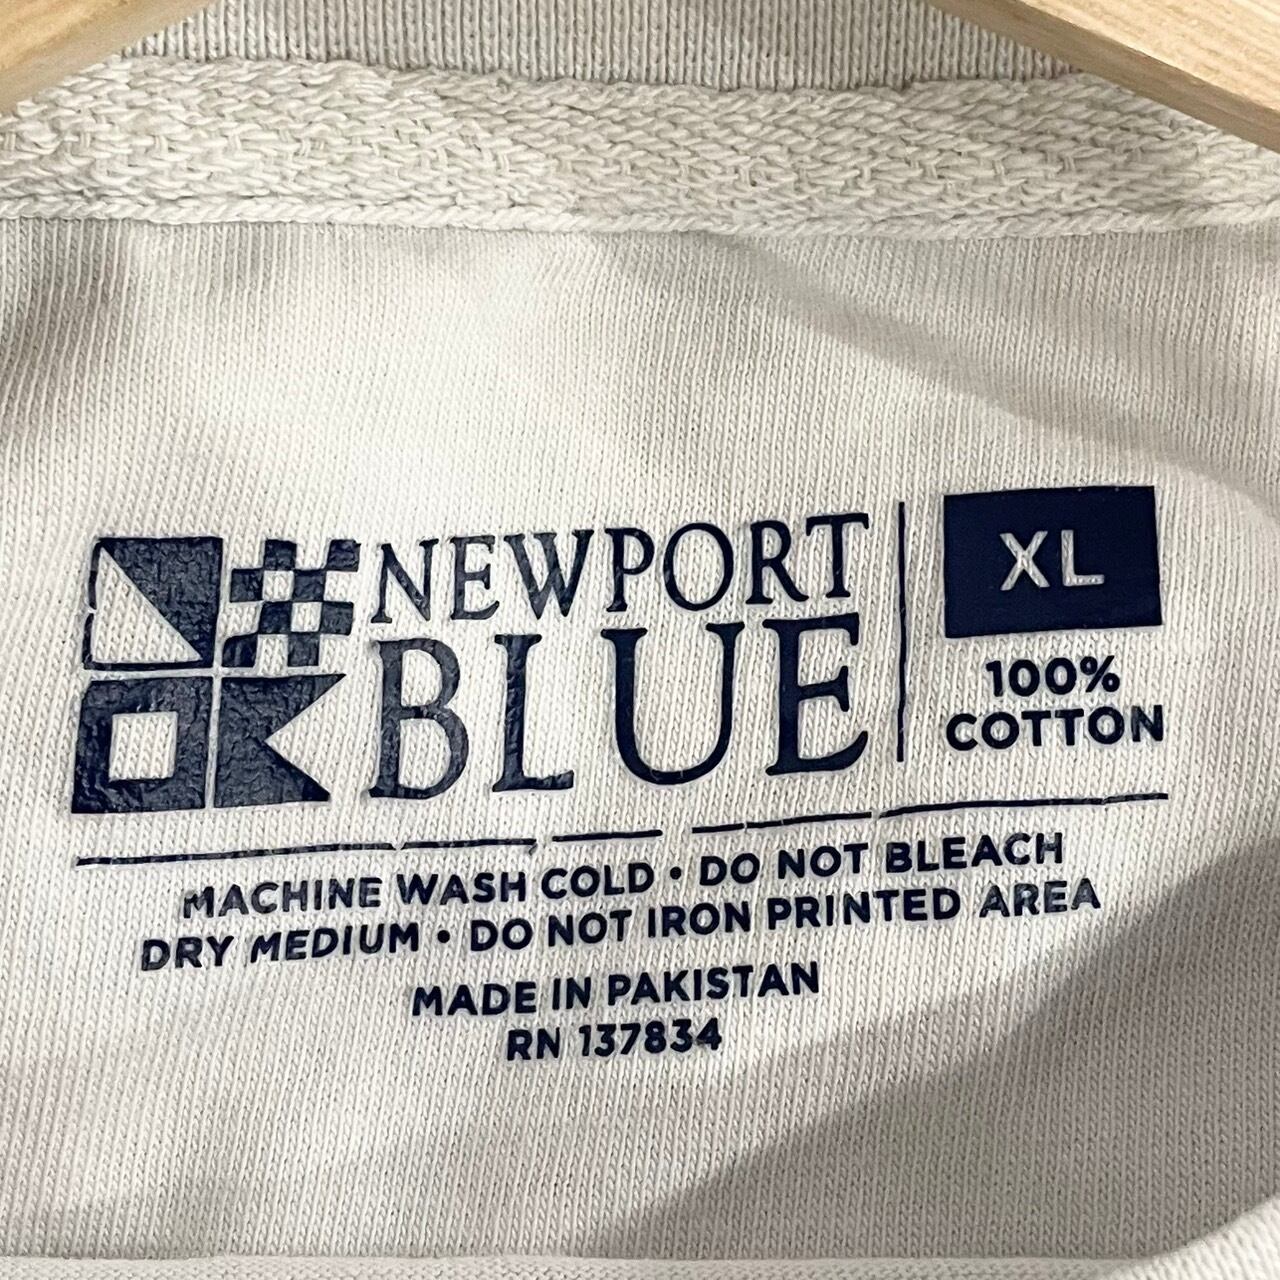 NEWPORT
BLUE
XL
100%
COTTON
MACHINE WASH COLD • DO NOT BLEACH
DRY MEDIUM • DO NOT IRON PRINTED AREA
MADE IN PAKISTAN
RN 137834